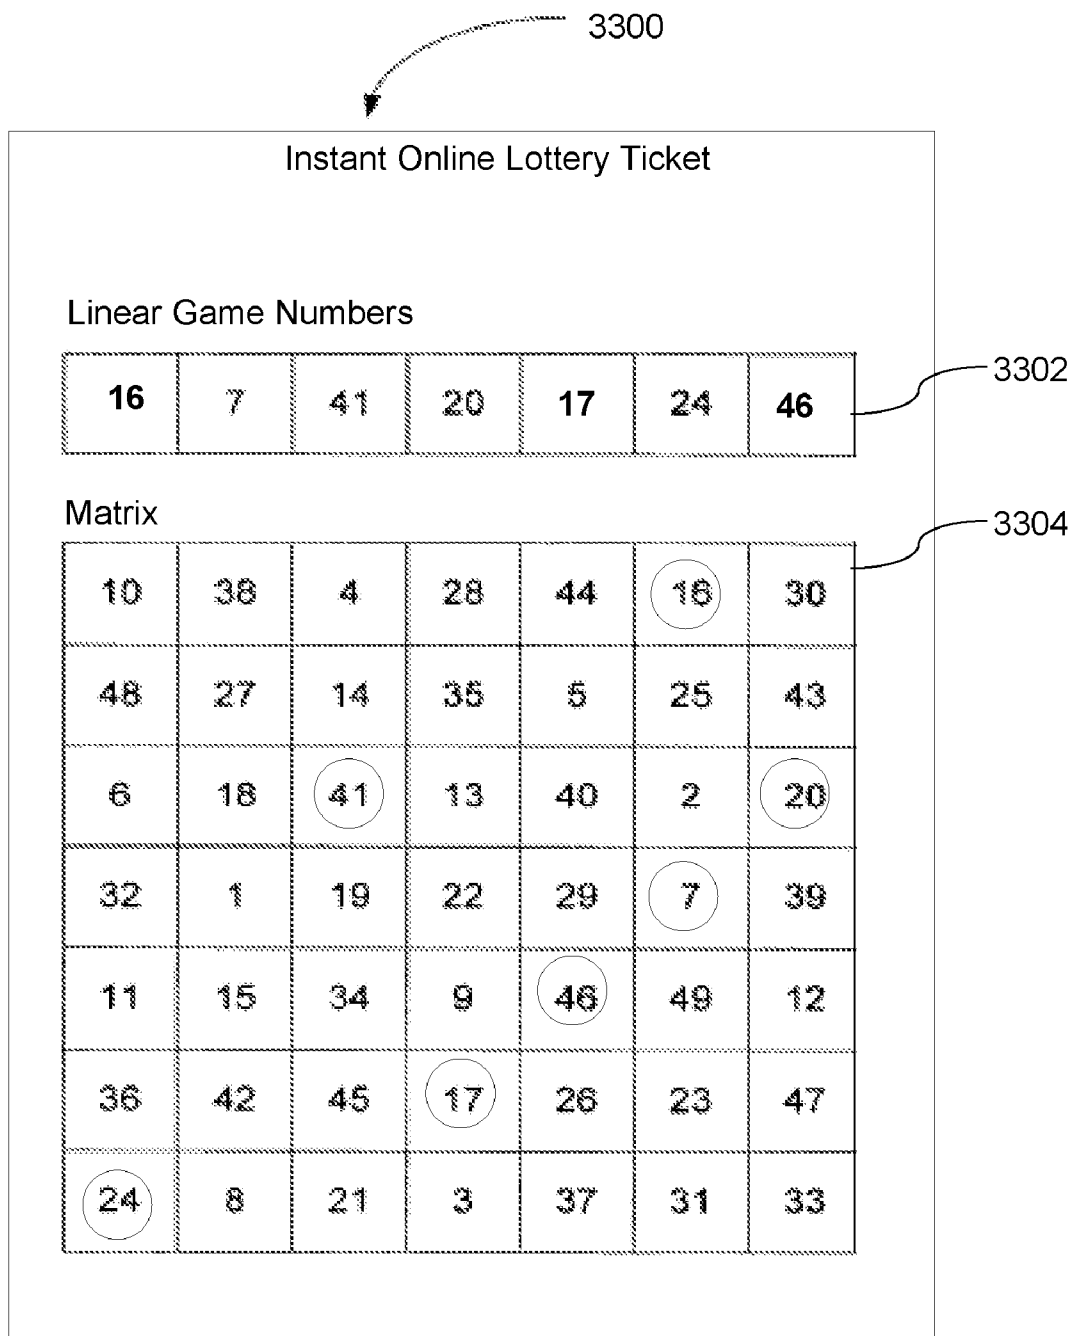 3300
Instant Online Lottery Ticket
Linear Game Numbers
16 7 41 20 17 24 46
3302
Matrix
3304
10 38 4 28 44 16 30
48 27 14 35 5 25 43
6 18 41 13 40 2 20
32 1 19 22 29 7 39
11 15 34 9 46 49 12
36 42 45 17 26 23 47
24 8 21 3 37 31 33